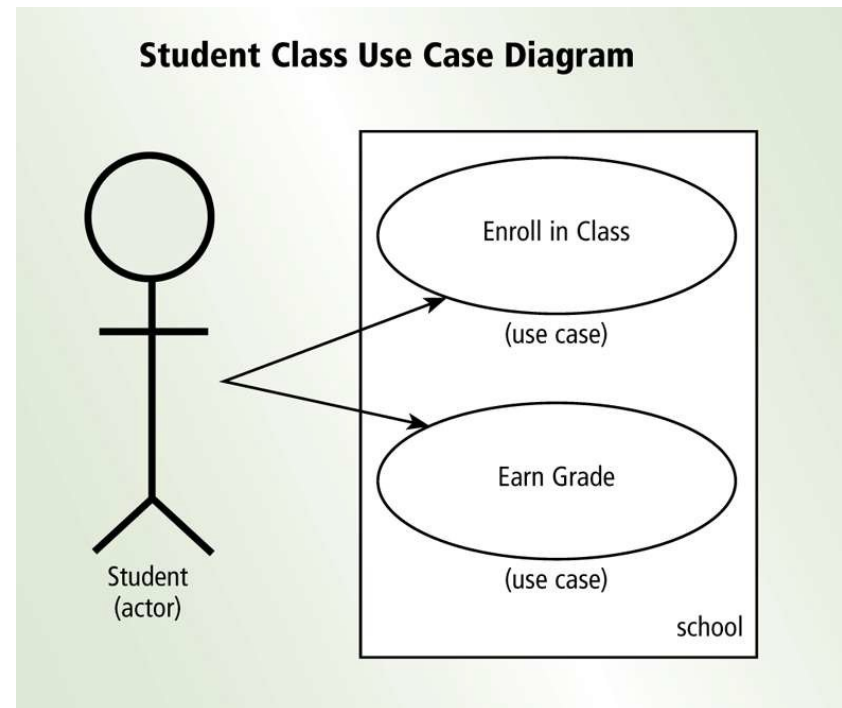 Student Class Use Case Diagram
Enroll in Class
(use case)
Earn Grade
(use case)
Student
(actor)
school